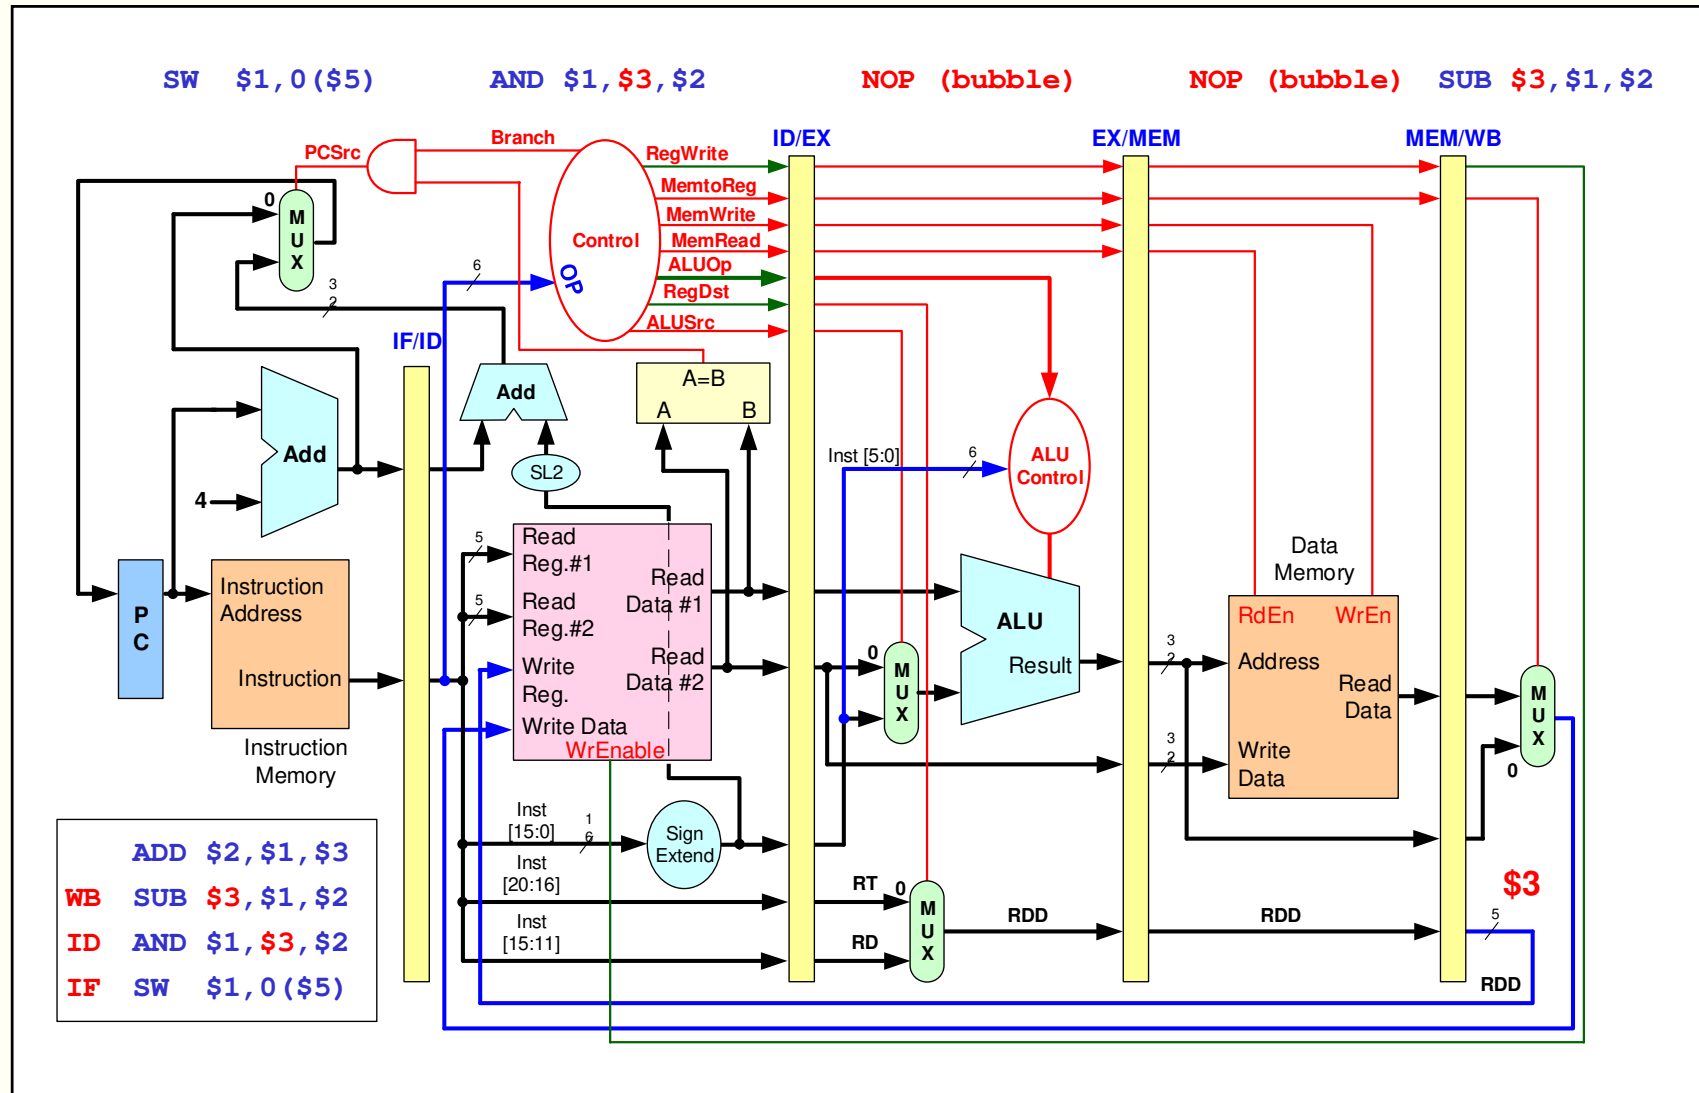 SW $1,0($5)
AND $1,$3,$2
NOP (bubble)
NOP (bubble)
SUB $3,$1,$2
ID/EX
EX/MEM
MEM/WB
PCSrc
Branch
RegWrite
MemtoReg
MemWrite
MemRead
ALUOp
RegDst
ALUSrc
Control
OP
6
0
M
U
X
3
2
IF/ID
Add
4
Add
SL2
A=B
A
B
Inst [5:0]
6
ALU
Control
P
C
Instruction
Address
Instruction
Instruction
Memory
5
Read
Reg.#1
5
Read
Reg.#2
Write
Reg.
Write Data
WrEnable
Read
Data #1
Read
Data #2
0
M
U
X
ALU
Result
3
2
3
2
Data
Memory
RdEn
WrEn
Address
Read
Data
Write
Data
M
U
X
0
Inst
[15:0]
1
6
Sign
Extend
Inst
[20:16]
Inst
[15:11]
RT
0
RD
M
U
X
RDD
RDD
$3
5
RDD
ADD $2,$1,$3
WB SUB $3,$1,$2
ID AND $1,$3,$2
IF SW $1,0($5)